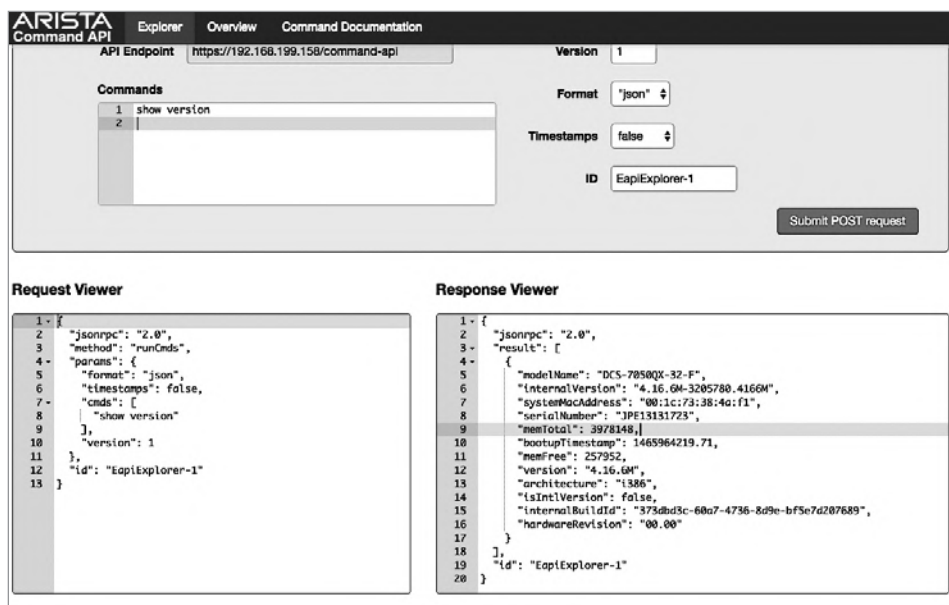 ARISTA
Command API
Explorer Overview Command Documentation
API Endpoint https://192.168.199.158/command-api
Version 1
Commands
1 show version
2
Format "json"
Timestamps false
ID EapiExplorer-1
Submit POST request
Request Viewer
1 {
2 "jsonrpc": "2.0",
3 "method": "runCmds",
4 "params": {
5 "format": "json",
6 "timestamps": false,
7 "cmds": [
8 "show version"
9 ],
10 "version": 1
11 },
12 "id": "EapiExplorer-1"
13 }
Response Viewer
1 {
2 "jsonrpc": "2.0",
3 "result": [
4 {
5 "modelName": "DCS-7050QX-32-F",
6 "internalVersion": "4.16.6M-3205780.4166M",
7 "systemMacAddress": "00:1c:73:38:4a:f1",
8 "serialNumber": "JPE13131723",
9 "memTotal": 3978148,
10 "bootupTimestamp": 1465964219.71,
11 "memFree": 257952,
12 "version": "4.16.6M",
13 "architecture": "i386",
14 "isIntlVersion": false,
15 "internalBuildId": "373dbd3c-60a7-4736-8d9e-bf5e7d207689",
16 "hardwareRevision": "00.00"
17 }
18 ],
19 "id": "EapiExplorer-1"
20 }